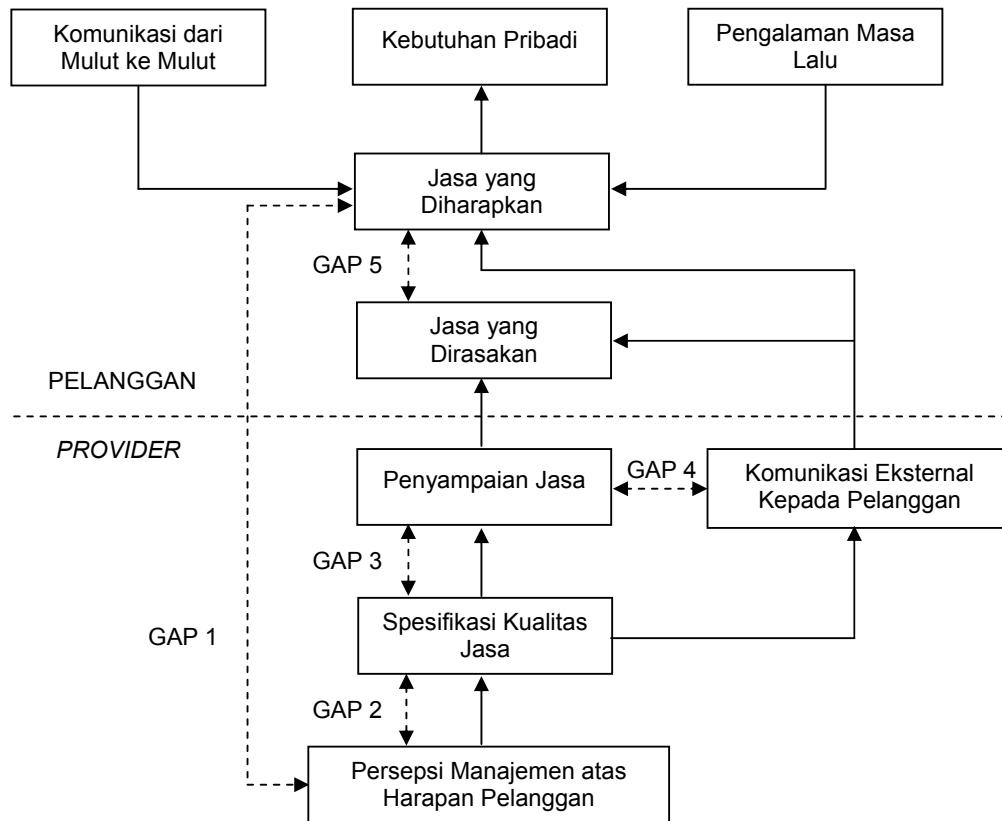 Komunikasi dari
Mulut ke Mulut
Kebutuhan Pribadi
Pengalaman Masa
Lalu
Jasa yang
Diharapkan
GAP 5
Jasa yang
Dirasakan
PELANGGAN
PROVIDER
Penyampaian Jasa
GAP 4
Komunikasi Eksternal
Kepada Pelanggan
GAP 3
Spesifikasi Kualitas
Jasa
GAP 1
GAP 2
Persepsi Manajemen atas
Harapan Pelanggan